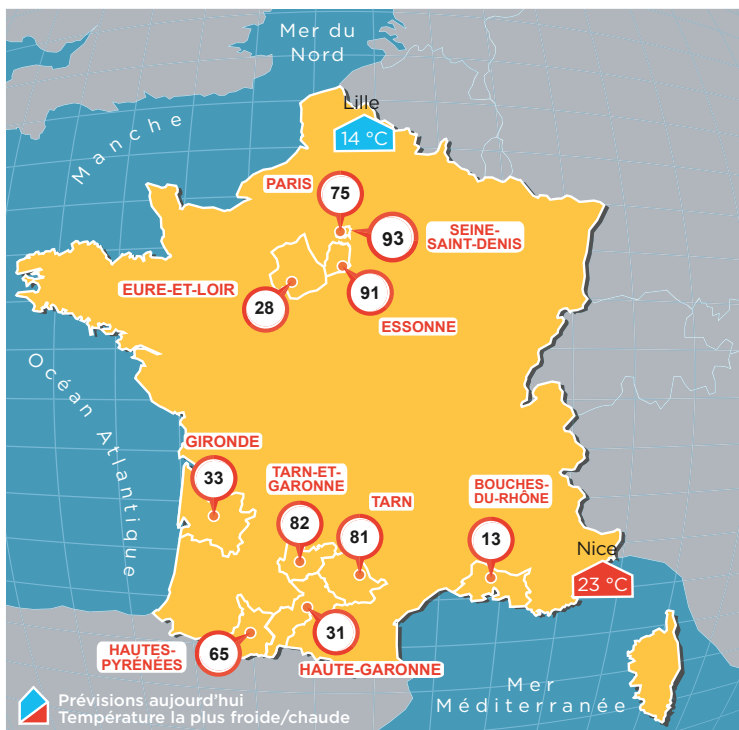 Mer du
Nord
Manche
Lille
14 °C
PARIS
75
93
SEINE-
SAINT-DENIS
EURE-ET-LOIR
28
91
ESSONNE
Océan Atlantique
GIRONDE
33
TARN-ET-
GARONNE
82
TARN
81
BOUCHES-
DU-RHÔNE
13
Nice
23 °C
HAUTES-
PYRÉNÉES
65
31
HAUTE-GARONNE
Mer
Méditerranée
Prévisions aujourd'hui
Température la plus froide/chaude